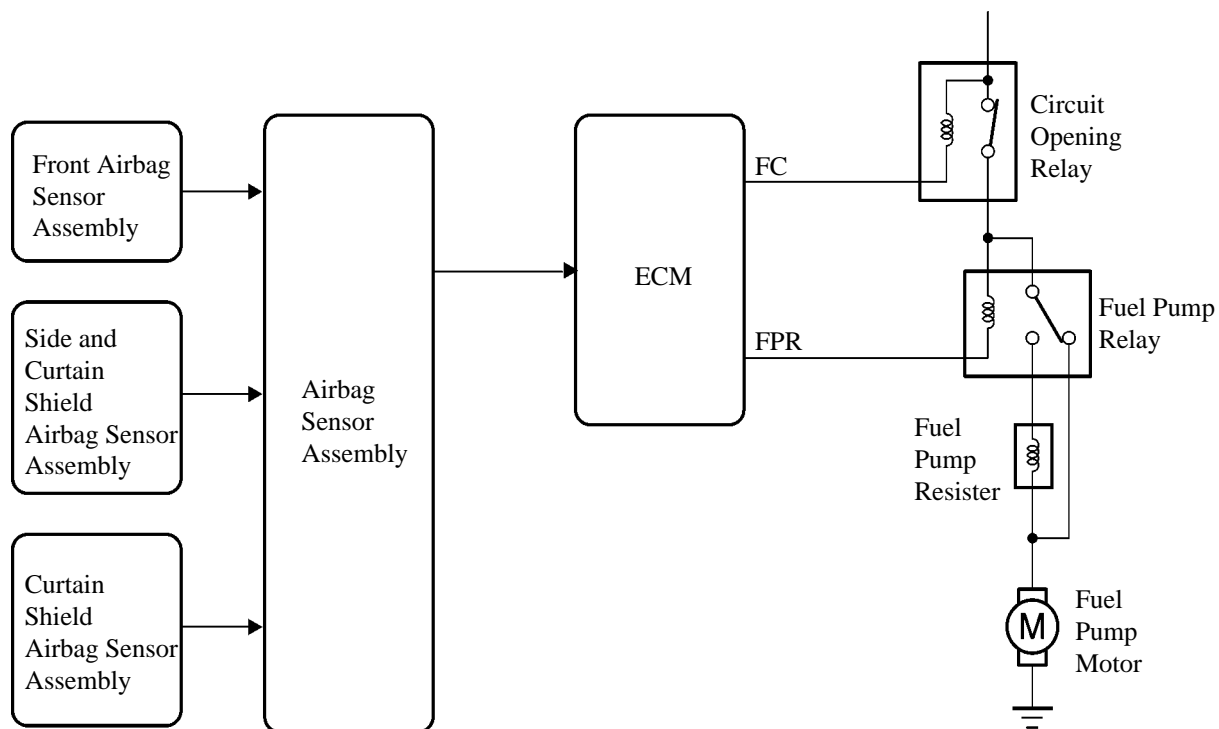 Front Airbag
Sensor
Assembly
Side and
Curtain
Shield
Airbag Sensor
Assembly
Curtain
Shield
Airbag Sensor
Assembly
Airbag
Sensor
Assembly
ECM
FC
FPR
Circuit
Opening
Relay
Fuel Pump
Relay
Fuel
Pump
Resister
M
Fuel
Pump
Motor